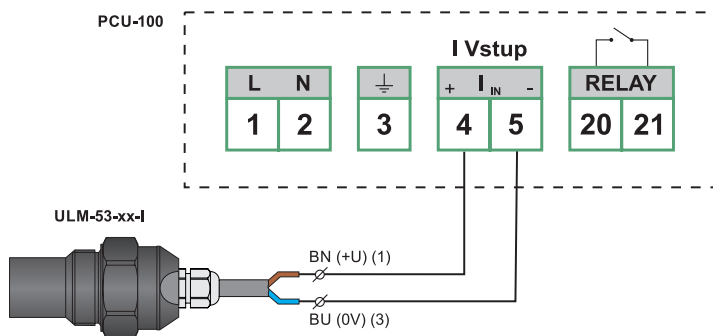 PCU-100
I Vstup
L N
+ I IN -
RELAY
1 2
3
4 5
20 21
ULM-53-xx-I
BN (+U) (1)
BU (0V) (3)